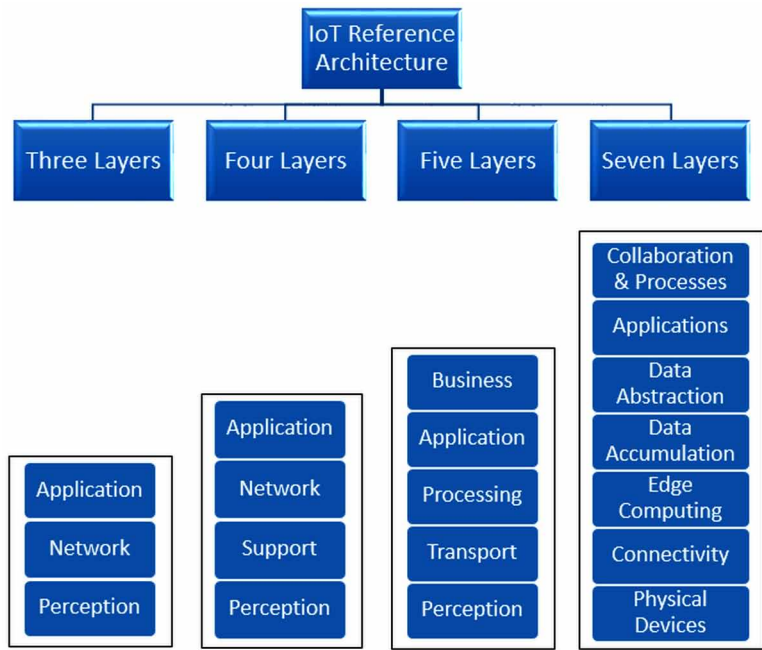 IoT Reference
Architecture
Three Layers
Four Layers
Five Layers
Seven Layers
Application
Network
Perception
Application
Network
Support
Perception
Business
Application
Processing
Transport
Perception
Collaboration
& Processes
Applications
Data
Abstraction
Data
Accumulation
Edge
Computing
Connectivity
Physical
Devices